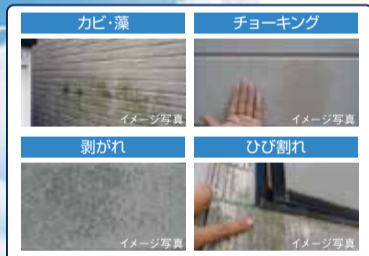 カビ・藻
チョーキング
イメージ写真
イメージ写真
剥がれ
ひび割れ
イメージ写真
イメージ写真